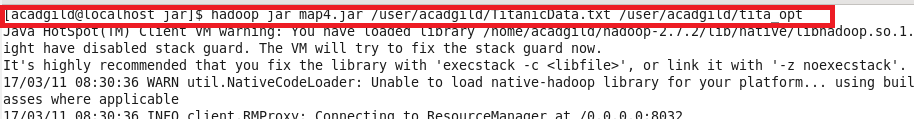 [acadgild@localhost jar]$ hadoop jar map4.jar /user/acadgild/TitanicData.txt /user/acadgild/tita_opt
Java HotSpot(TM) Client VM warning: You have loaded library /home/acadgild/hadoop-2.7.2/lib/native/libhadoop.so.1.
ight have disabled stack guard. The VM will try to fix the stack guard now.
It's highly recommended that you fix the library with 'execstack -c <libfile>', or link it with '-z noexecstack'.
17/03/11 08:30:36 WARN util.NativeCodeLoader: Unable to load native-hadoop library for your platform... using buil
asses where applicable
17/03/11 08:30:36 INFO client.RMProxy: Connecting to ResourceManager at /0.0.0.0:8032